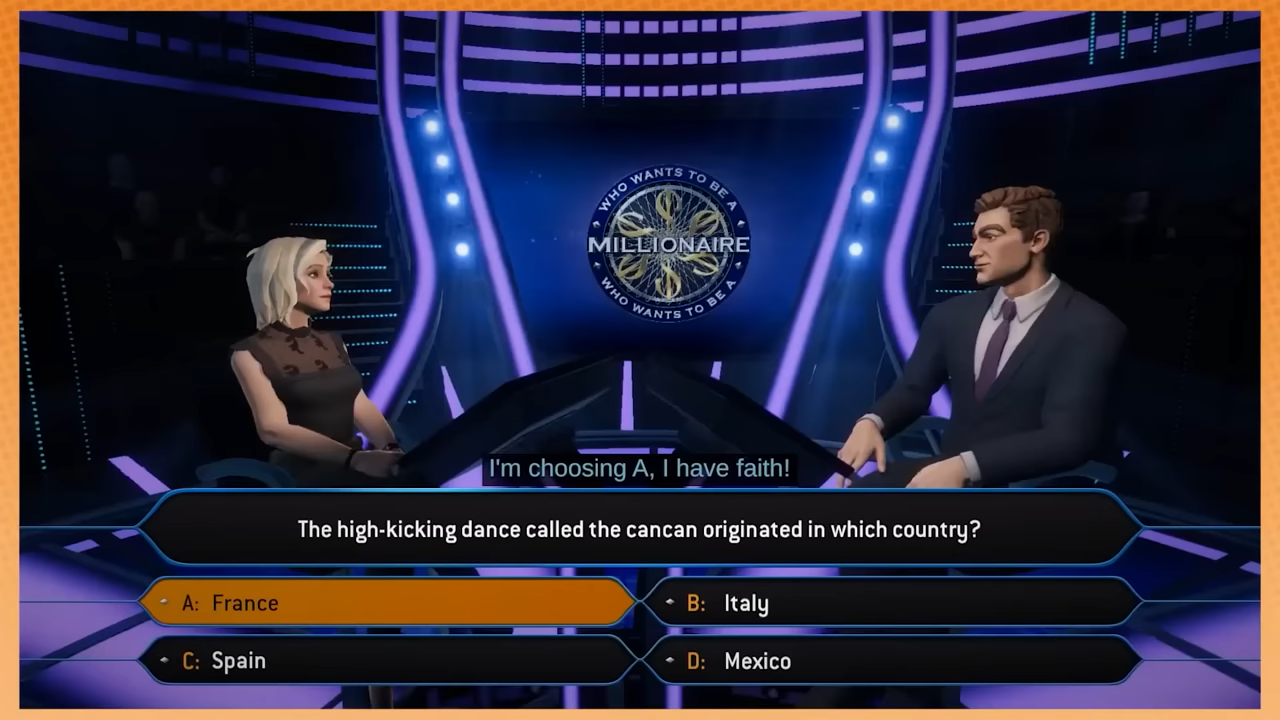 WHO WANTS TO BE A
MILLIONAIRE
WHO WANTS TO BE A
I'm choosing A, I have faith!
The high-kicking dance called the cancan originated in which country?
A: France
B: Italy
C: Spain
D: Mexico